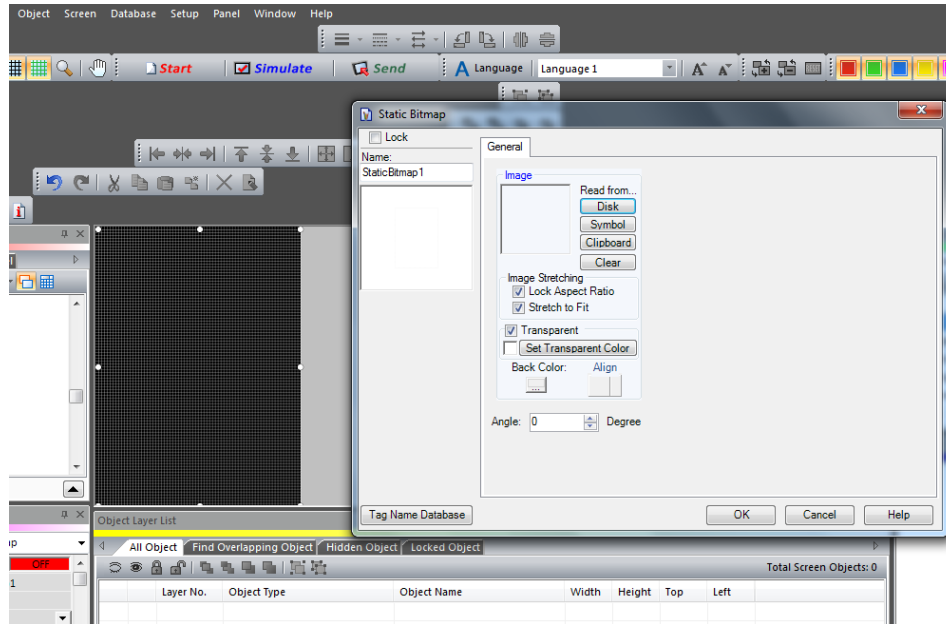 Object Screen Database Setup Panel Window Help
Start Simulate Send A Language Language 1 A A
Static Bitmap
Lock
Name:
StaticBitmap1
General
Image
Read from...
Disk
Symbol
Clipboard
Clear
Image Stretching
Lock Aspect Ratio
Stretch to Fit
Transparent
Set Transparent Color
Back Color: Align
...
Angle: 0 Degree
Tag Name Database OK Cancel Help
Object Layer List
All Object Find Overlapping Object Hidden Object Locked Object
OFF
Total Screen Objects: 0
1
Layer No. Object Type Object Name Width Height Top Left